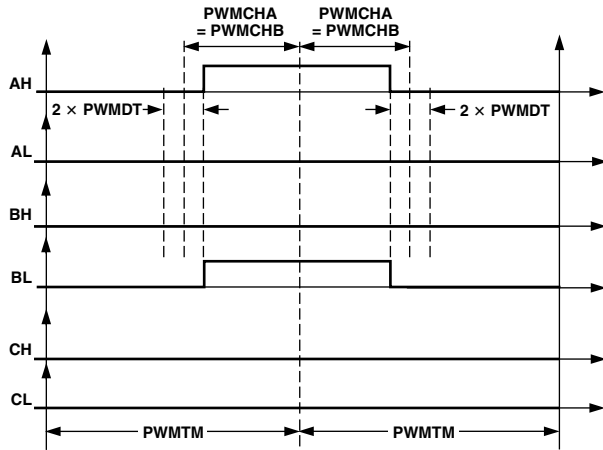 PWMCHA
= PWMCHB
PWMCHA
= PWMCHB
AH
2 × PWMDT
2 × PWMDT
AL
BH
BL
CH
CL
PWMTM
PWMTM